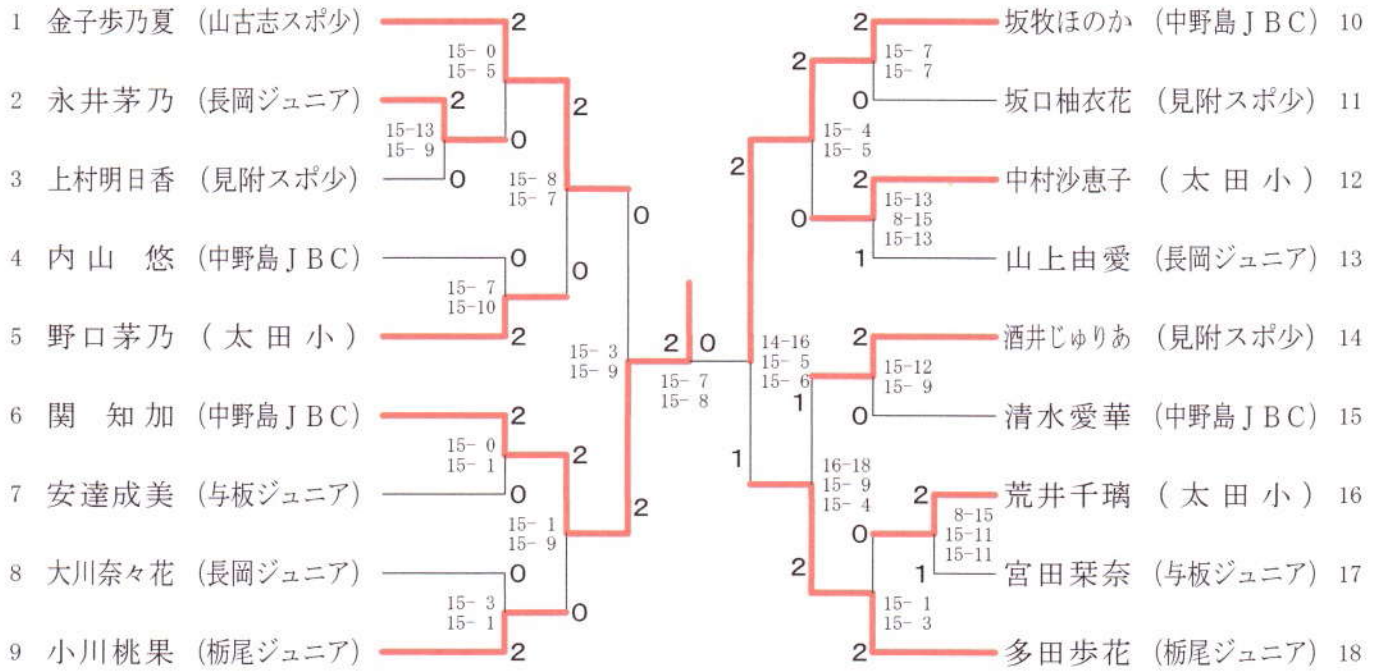 1 金子歩乃夏 (山古志スポ少) 2
15- 0
15- 5
2 永井茅乃 (長岡ジュニア) 2
15-13
15- 9
0
2
3 上村明日香 (見附スポ少) 0
15- 8
15- 7
0
4 内山 悠 (中野島JBC) 0
15- 7
15-10
0
5 野口茅乃 (太田小) 2
15- 3
15- 9
6 関 知加 (中野島JBC) 2
15- 0
15- 1
2
7 安達成美 (与板ジュニア) 0
15- 1
15- 9
2
8 大川奈々花 (長岡ジュニア) 0
15- 3
15- 1
0
9 小川桃果 (栃尾ジュニア) 2
2 0
15- 7
15- 8
2 坂牧ほのか (中野島JBC) 10
15- 7
15- 7
2
0 坂口柚衣花 (見附スポ少) 11
15- 4
15- 5
2
2 中村沙恵子 (太田小) 12
15-13
8-15
15-13
0
1 山上由愛 (長岡ジュニア) 13
14-16
15- 5
15- 6
2 酒井じゅりあ (見附スポ少) 14
15-12
15- 9
1
0 清水愛華 (中野島JBC) 15
1
16-18
15- 9
15- 4
2 荒井千璃 (太田小) 16
8-15
15-11
15-11
0
1 宮田栞奈 (与板ジュニア) 17
2
15- 1
15- 3
2 多田歩花 (栃尾ジュニア) 18